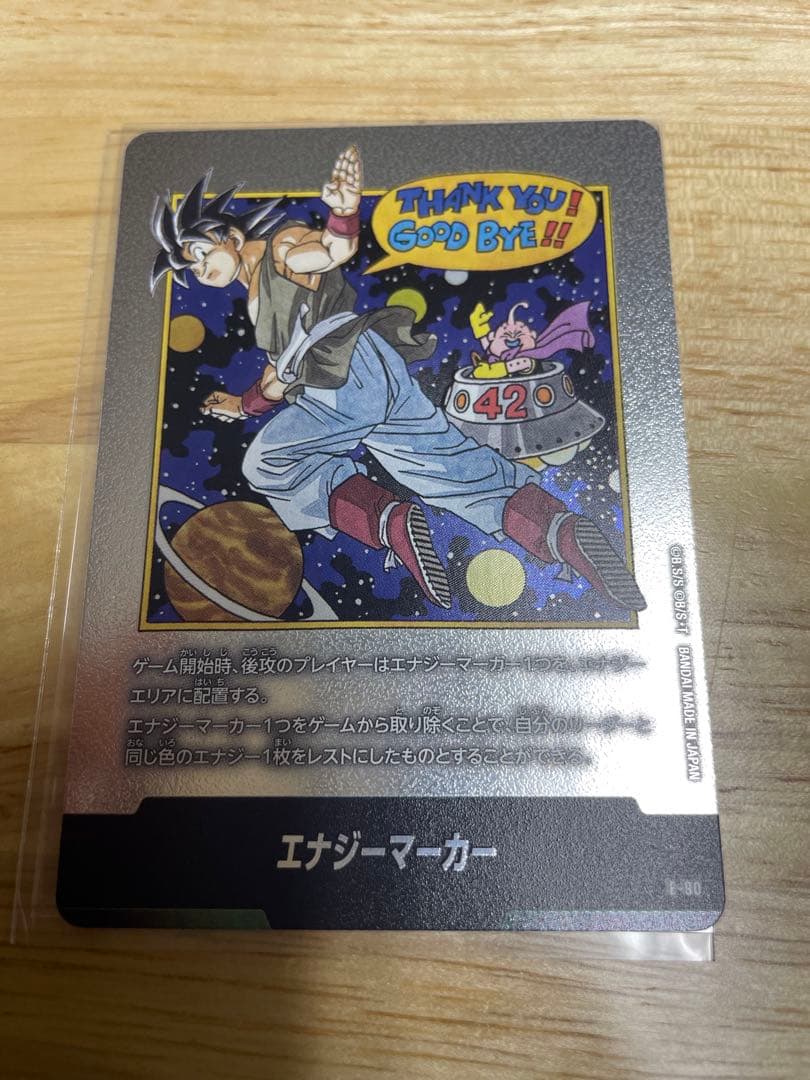 THANK YOU!
GOOD BYE!!
42
ゲーム開始時、後攻のプレイヤーはエナジーマーカー1つを、エナジー
エリアに配置する。
エナジーマーカー1つをゲームから取り除くことで、自分のリーダーと
同じ色のエナジー1枚をレストにしたものとすることができる。
©B.S/S ©B/S・T BANDAI MADE IN JAPAN
エナジーマーカー